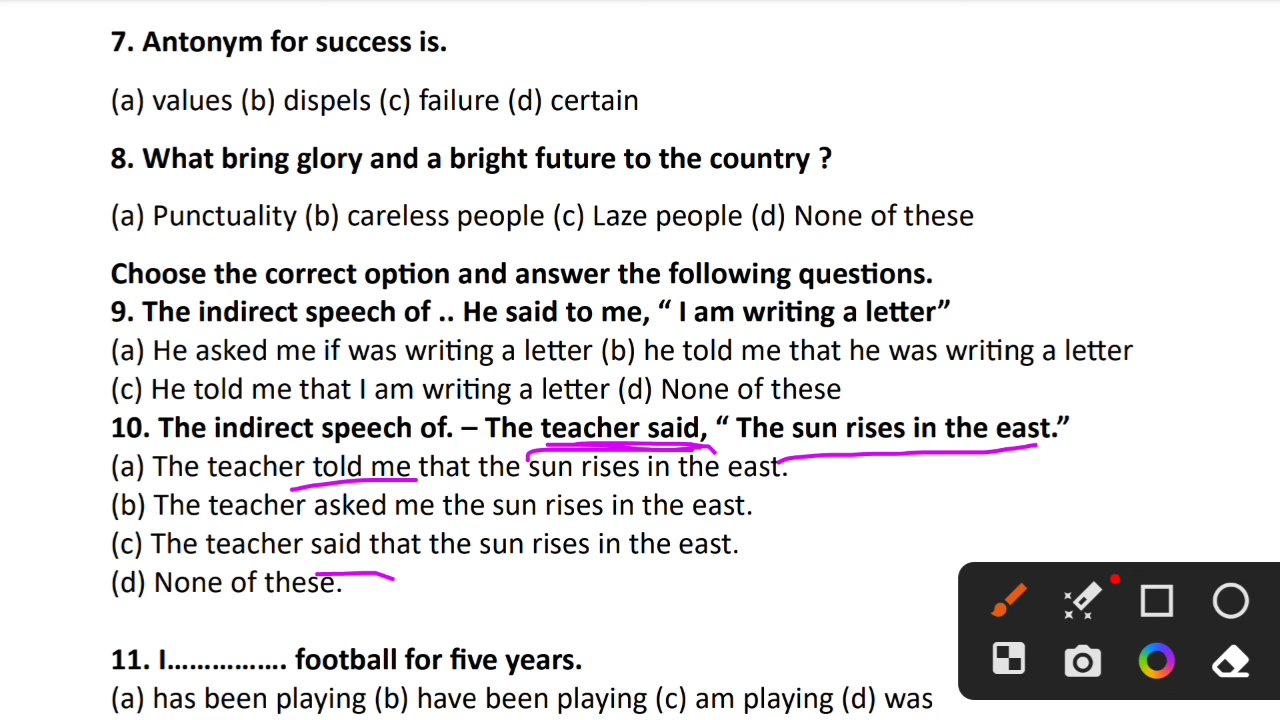 7. Antonym for success is.
(a) values (b) dispels (c) failure (d) certain
8. What bring glory and a bright future to the country ?
(a) Punctuality (b) careless people (c) Laze people (d) None of these
Choose the correct option and answer the following questions.
9. The indirect speech of .. He said to me, “ I am writing a letter”
(a) He asked me if was writing a letter (b) he told me that he was writing a letter
(c) He told me that I am writing a letter (d) None of these
10. The indirect speech of. – The teacher said, “ The sun rises in the east.”
(a) The teacher told me that the sun rises in the east.
(b) The teacher asked me the sun rises in the east.
(c) The teacher said that the sun rises in the east.
(d) None of these.
11. I................ football for five years.
(a) has been playing (b) have been playing (c) am playing (d) was